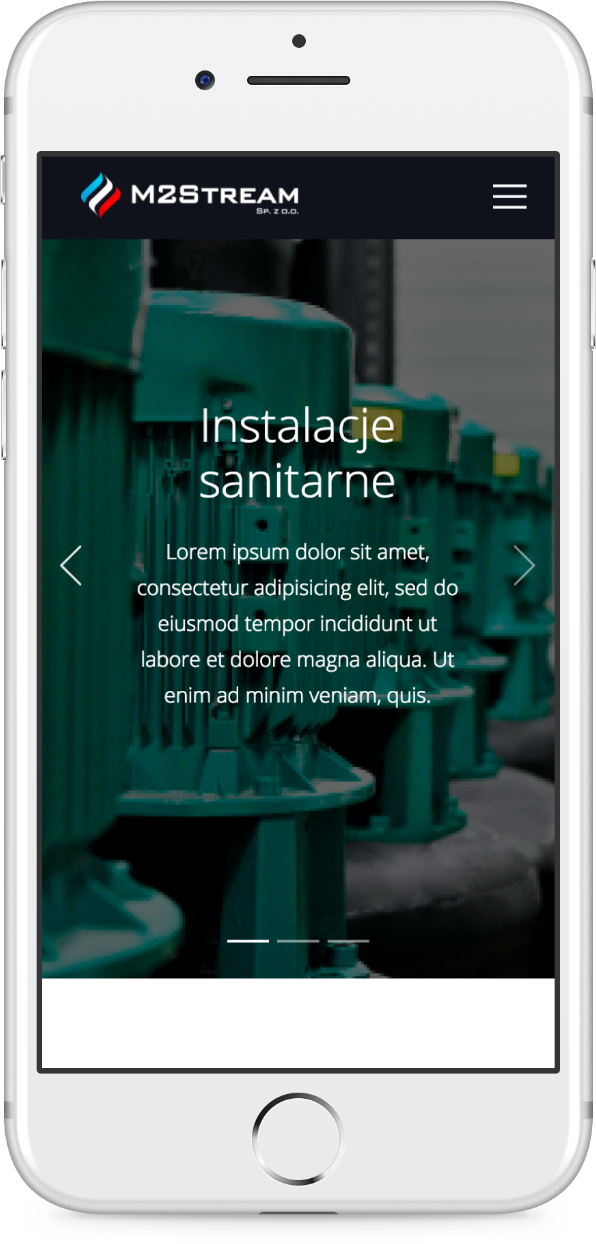 M2STREAM
SP. Z O.O.
Instalacje
sanitarne
Lorem ipsum dolor sit amet,
consectetur adipisicing elit, sed do
eiusmod tempor incididunt ut
labore et dolore magna aliqua. Ut
enim ad minim veniam, quis.